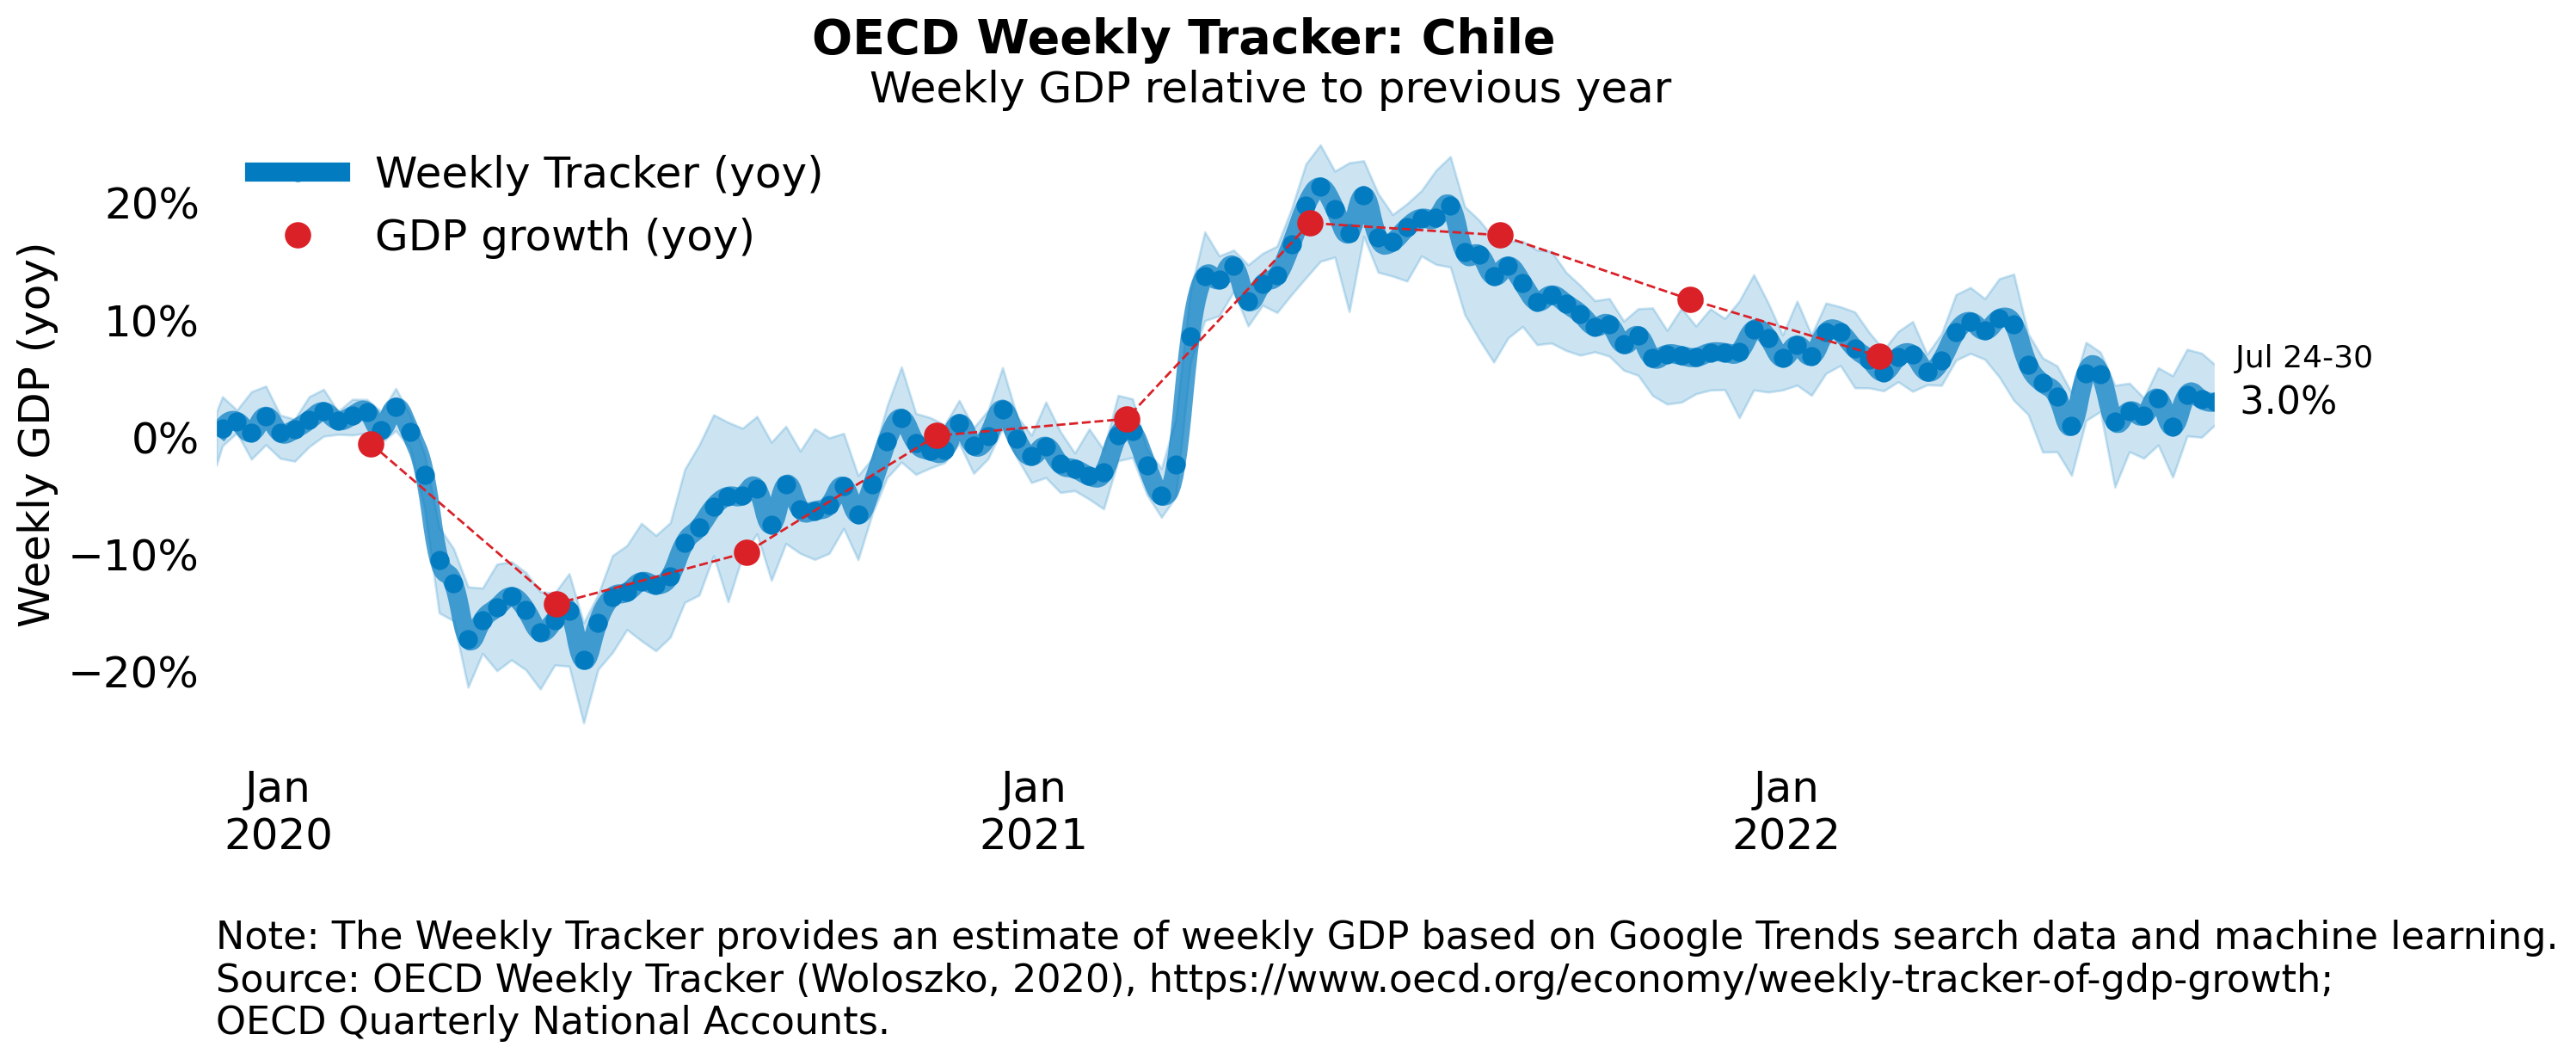 OECD Weekly Tracker: Chile
Weekly GDP relative to previous year
Weekly Tracker (yoy)
GDP growth (yoy)
Weekly GDP (yoy)
20%
10%
0%
−10%
−20%
Jul 24-30
3.0%
Jan
2020
Jan
2021
Jan
2022
Note: The Weekly Tracker provides an estimate of weekly GDP based on Google Trends search data and machine learning.
Source: OECD Weekly Tracker (Woloszko, 2020), https://www.oecd.org/economy/weekly-tracker-of-gdp-growth;
OECD Quarterly National Accounts.